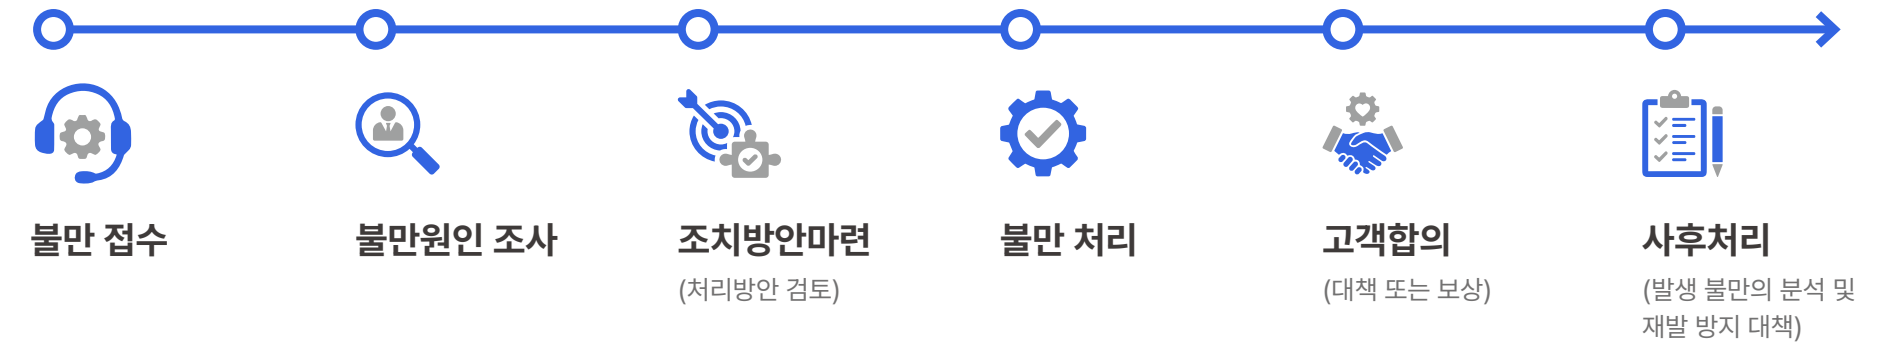 불만 접수
불만원인 조사
조치방안마련
(처리방안 검토)
불만 처리
고객합의
(대책 또는 보상)
사후처리
(발생 불만의 분석 및
재발 방지 대책)